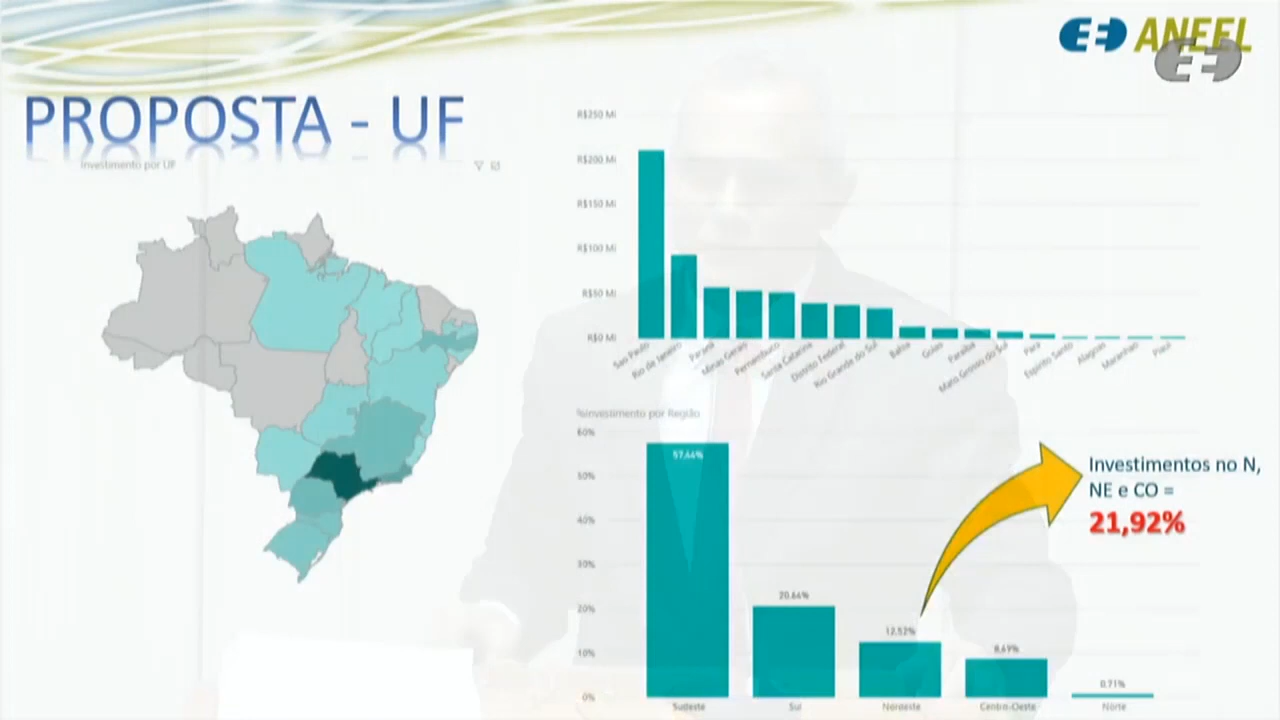 ANEEL
PROPOSTA - UF
Investimento por UF
R$250 Mi
R$200 Mi
R$150 Mi
R$100 Mi
R$50 Mi
R$0 Mi
São Paulo
Rio de Janeiro
Paraná
Minas Gerais
Pernambuco
Santa Catarina
Distrito Federal
Rio Grande do Sul
Bahia
Goiás
Paraíba
Mato Grosso do Sul
Pará
Espírito Santo
Alagoas
Maranhão
Piauí
%Investimento por Região
60%
50%
40%
30%
20%
10%
0%
57,64%
20,64%
12,52%
8,69%
0,71%
Sudeste
Sul
Noroeste
Centro-Oeste
Norte
Investimentos no N,
NE e CO =
21,92%